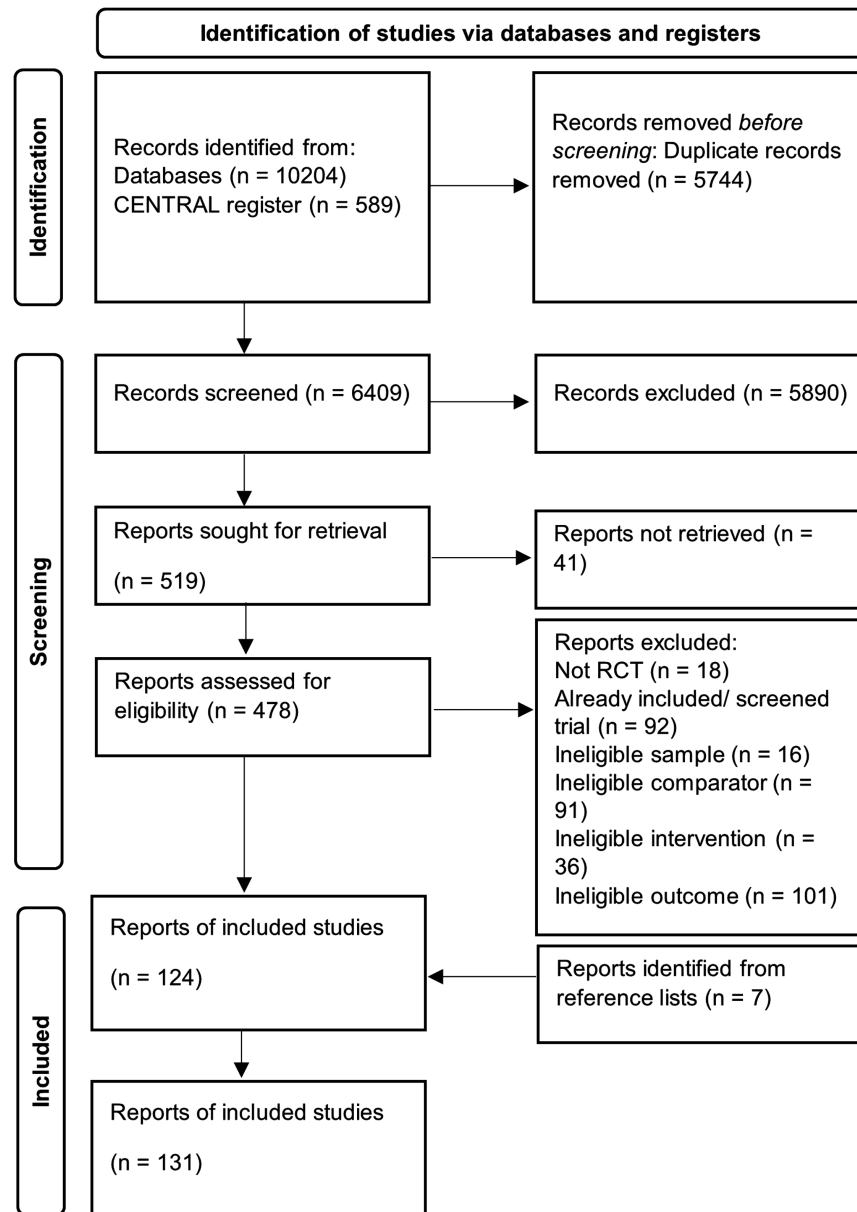 Identification of studies via databases and registers
Identification
Records identified from:
Databases (n = 10204)
CENTRAL register (n = 589)
Records removed before
screening: Duplicate records
removed (n = 5744)
Screening
Records screened (n = 6409)
Records excluded (n = 5890)
Reports sought for retrieval
(n = 519)
Reports not retrieved (n =
41)
Reports assessed for
eligibility (n = 478)
Reports excluded:
Not RCT (n = 18)
Already included/ screened
trial (n = 92)
Ineligible sample (n = 16)
Ineligible comparator (n =
91)
Ineligible intervention (n =
36)
Ineligible outcome (n = 101)
Included
Reports of included studies
(n = 124)
Reports identified from
reference lists (n = 7)
Reports of included studies
(n = 131)